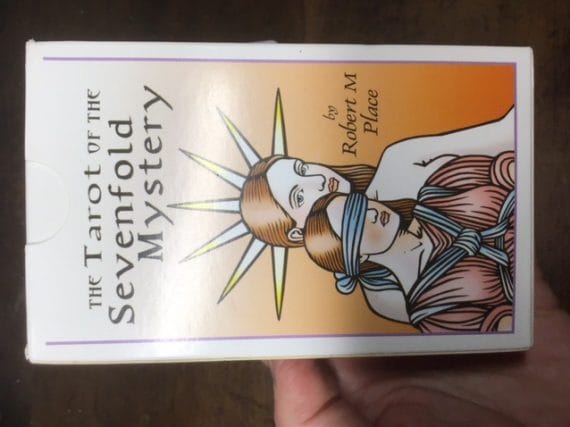 THE Tarot OF THE
Sevenfold
Mystery
by
Robert M
Place